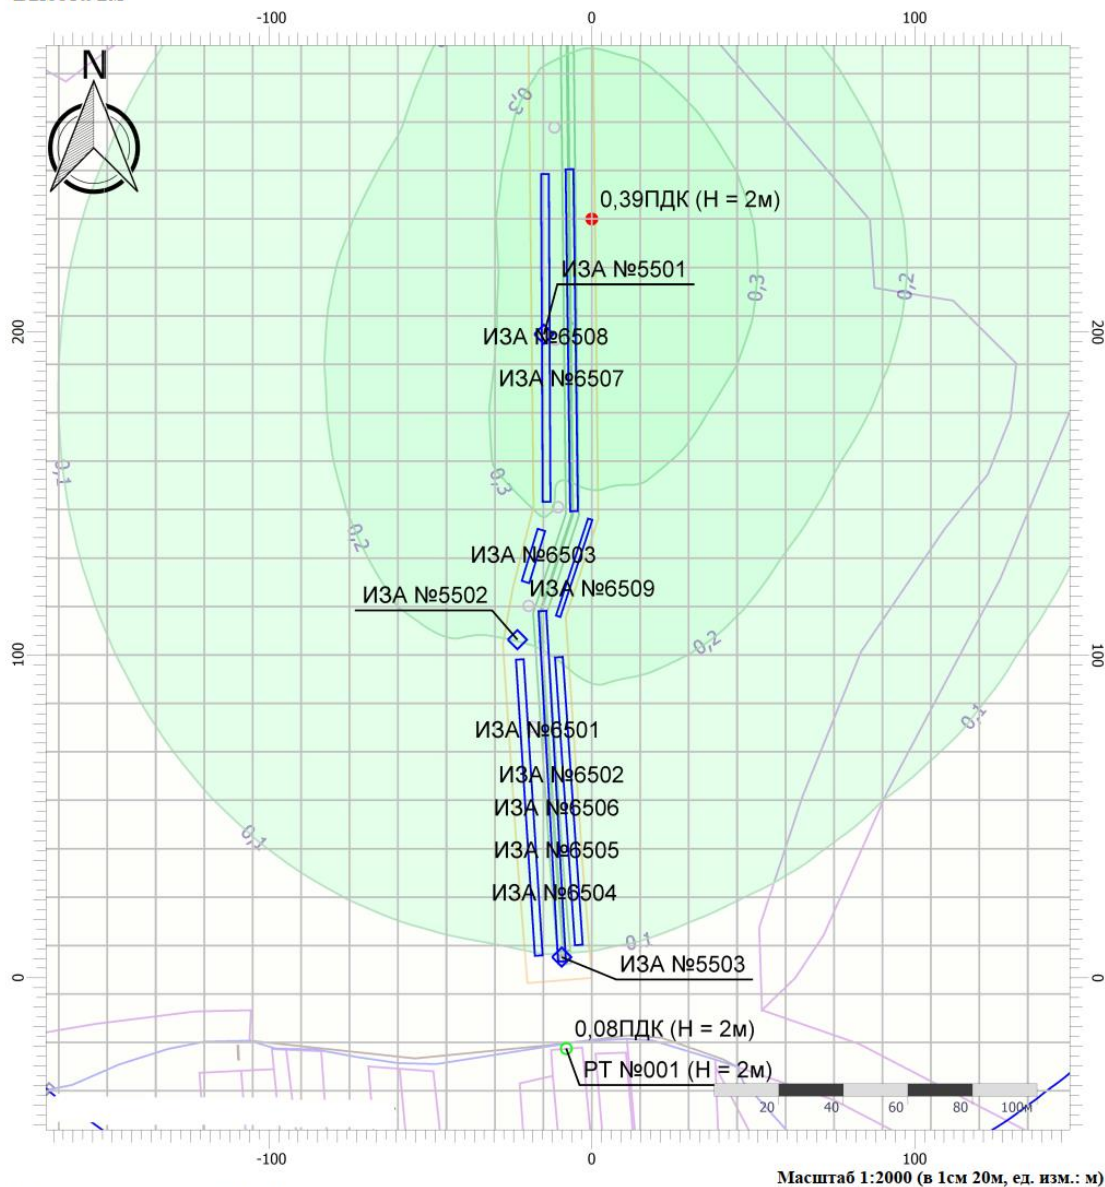 -100 0 100
N
0,3
0,39ПДК (Н = 2м)
ИЗА №5501
0,3
0,2
200
200
ИЗА №6508
ИЗА №6507
0,1
0,3
0,2
ИЗА №6503
ИЗА №6509
ИЗА №5502
0,2
100
100
0,1
ИЗА №6501
ИЗА №6502
ИЗА №6506
0,1
ИЗА №6505
ИЗА №6504
0,1
ИЗА №5503
0
0
0,08ПДК (Н = 2м)
РТ №001 (Н = 2м)
20 40 60 80 100м
-100 0 100
Масштаб 1:2000 (в 1см 20м, ед. изм.: м)